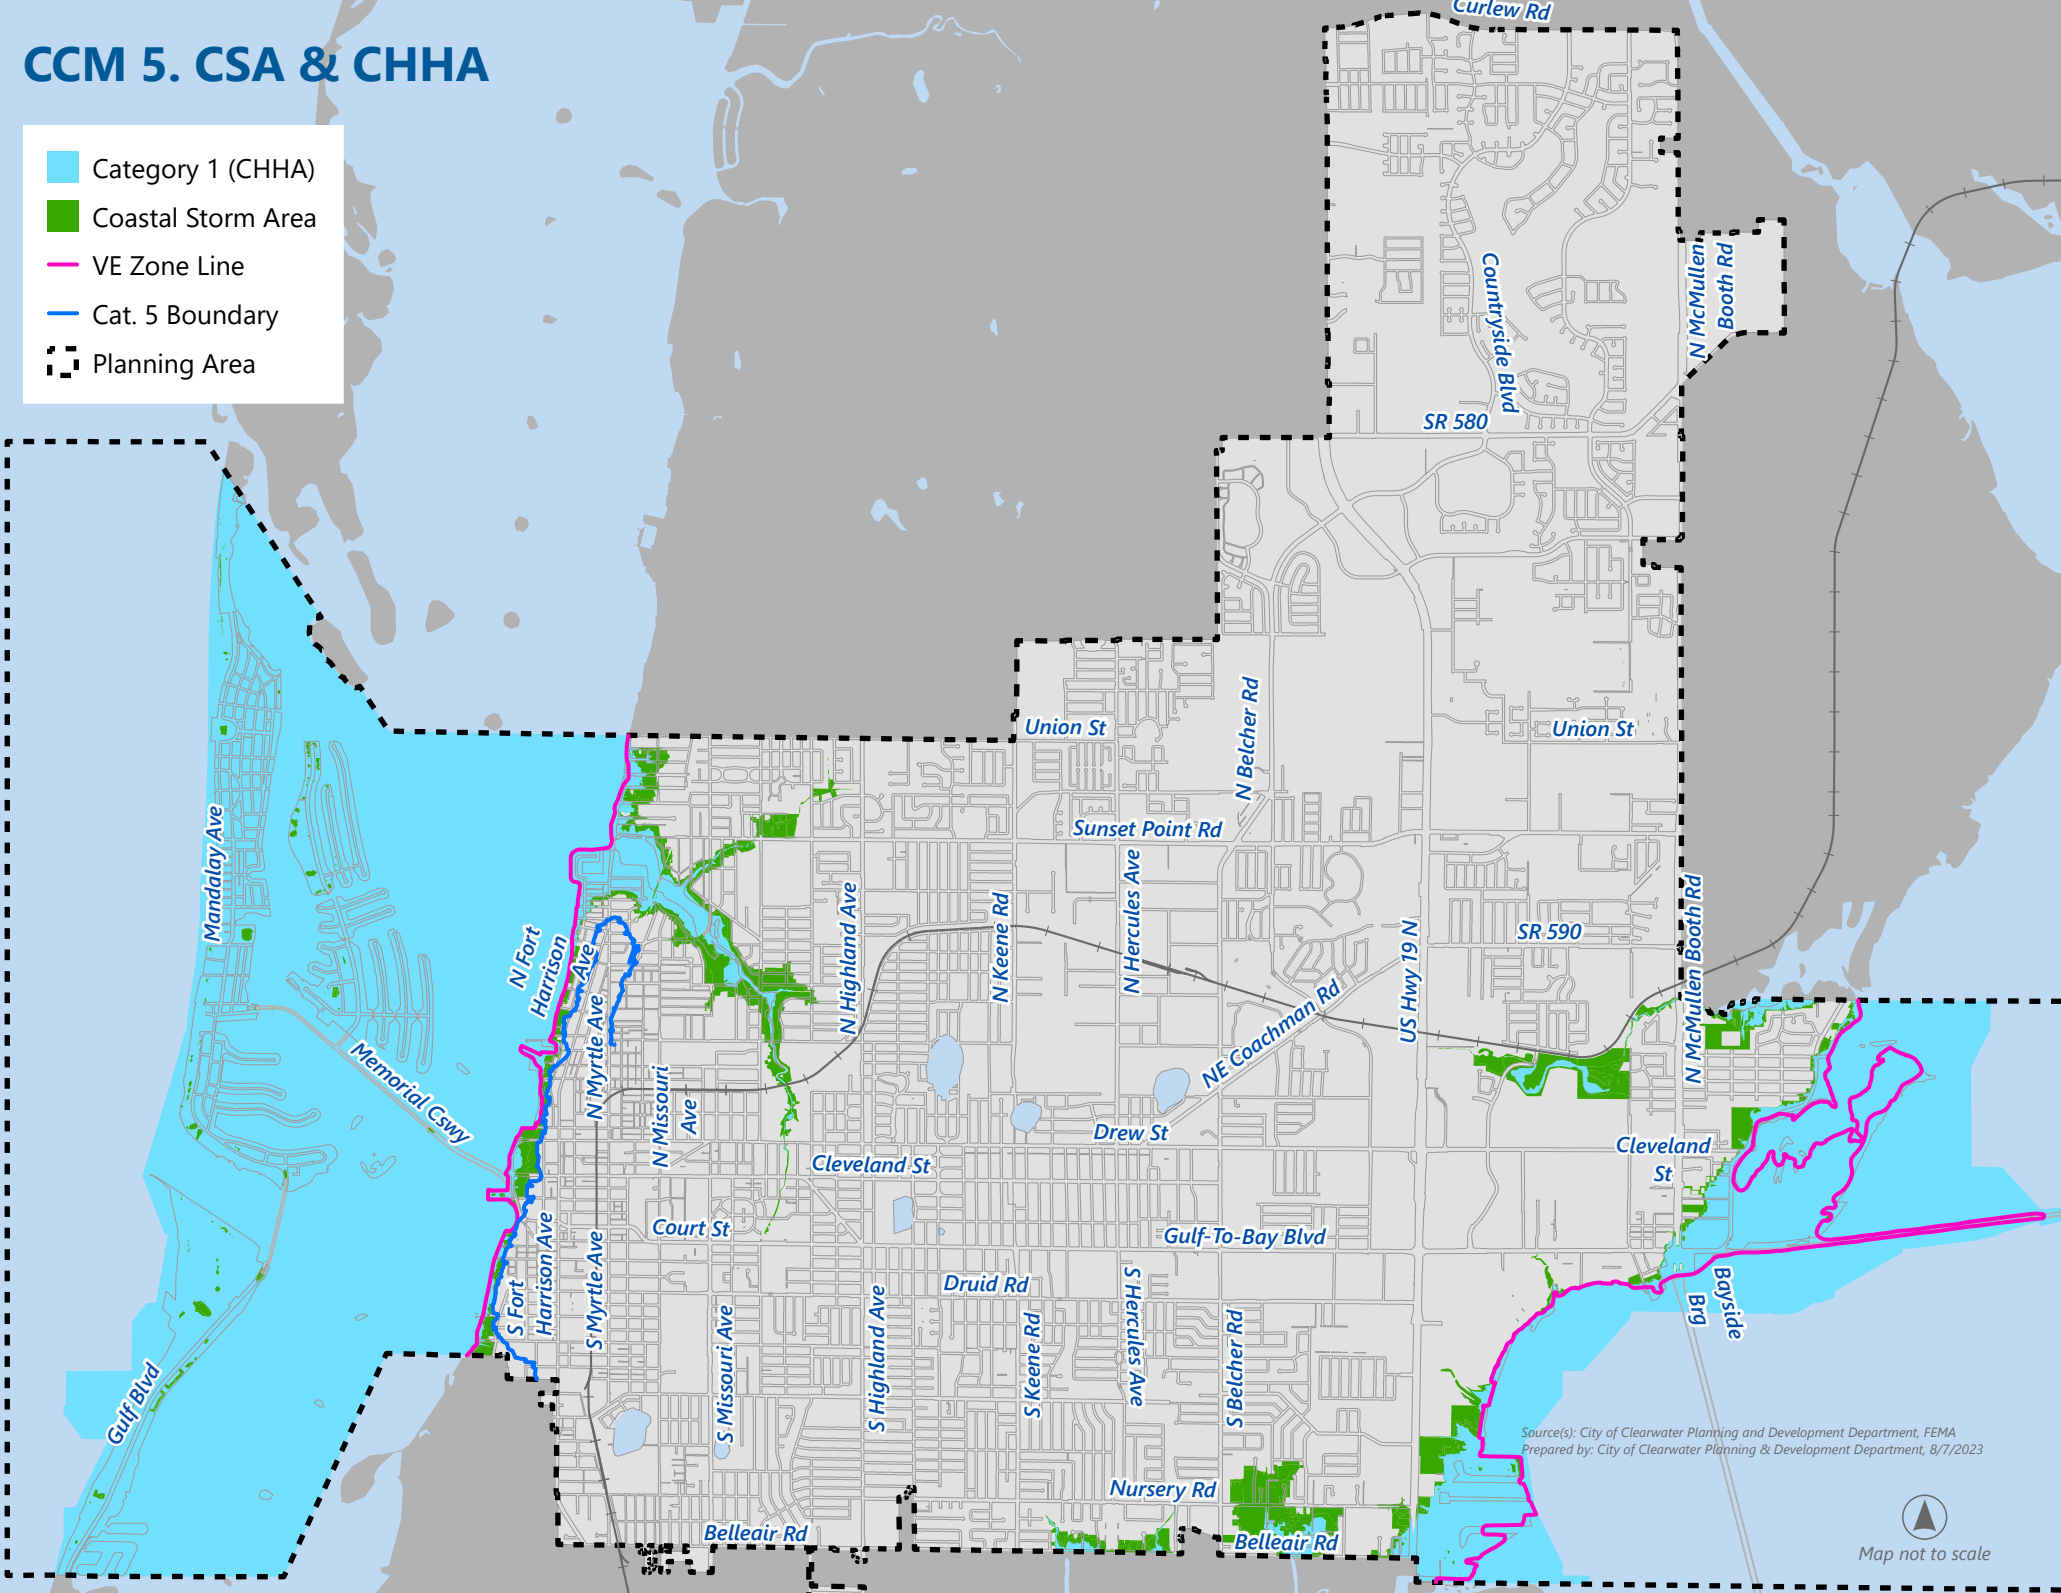 CCM 5. CSA & CHHA
Category 1 (CHHA)
Coastal Storm Area
VE Zone Line
Cat. 5 Boundary
Planning Area
Curlew Rd
N McMullen
Booth Rd
Countryside Blvd
SR 580
Union St
Union St
N Belcher Rd
Sunset Point Rd
Mandalay Ave
N Fort
Harrison
Ave
N Highland Ave
N Keene Rd
N Hercules Ave
US Hwy 19 N
SR 590
N McMullen Booth Rd
NE Coachman Rd
Memorial Cswy
N Myrtle Ave
N Missouri
Ave
Drew St
Cleveland St
Cleveland
St
Court St
Gulf-To-Bay Blvd
S Fort
Harrison Ave
S Myrtle Ave
Druid Rd
S Missouri Ave
S Highland Ave
S Keene Rd
S Hercules Ave
S Belcher Rd
Bayside
Brg
Gulf Blvd
Nursery Rd
Belleair Rd
Belleair Rd
Source(s): City of Clearwater Planning and Development Department, FEMA
Prepared by: City of Clearwater Planning & Development Department, 8/7/2023
Map not to scale